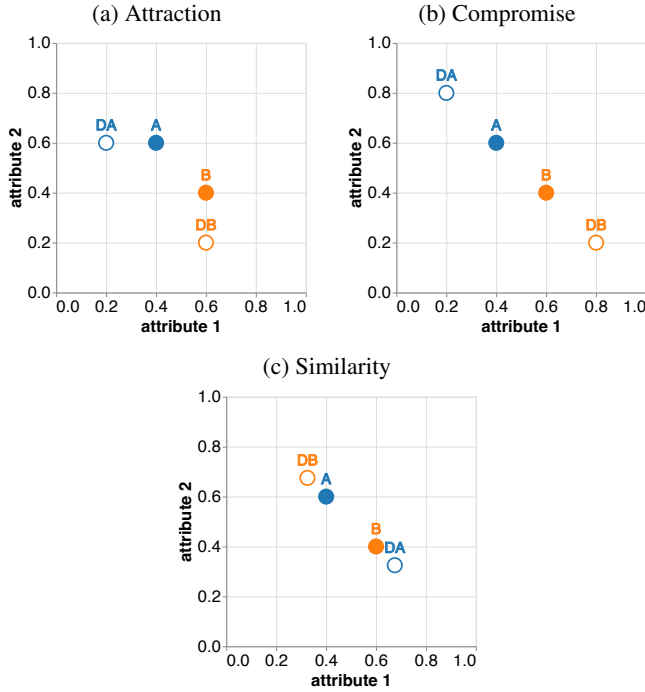 (a) Attraction
1.0
0.8
0.6
0.4
0.2
0.0
attribute 2
DA
A
B
DB
0.0 0.2 0.4 0.6 0.8 1.0
attribute 1
(b) Compromise
1.0
0.8
0.6
0.4
0.2
0.0
attribute 2
DA
A
B
DB
0.0 0.2 0.4 0.6 0.8 1.0
attribute 1
(c) Similarity
1.0
0.8
0.6
0.4
0.2
0.0
attribute 2
DB
A
B
DA
0.0 0.2 0.4 0.6 0.8 1.0
attribute 1